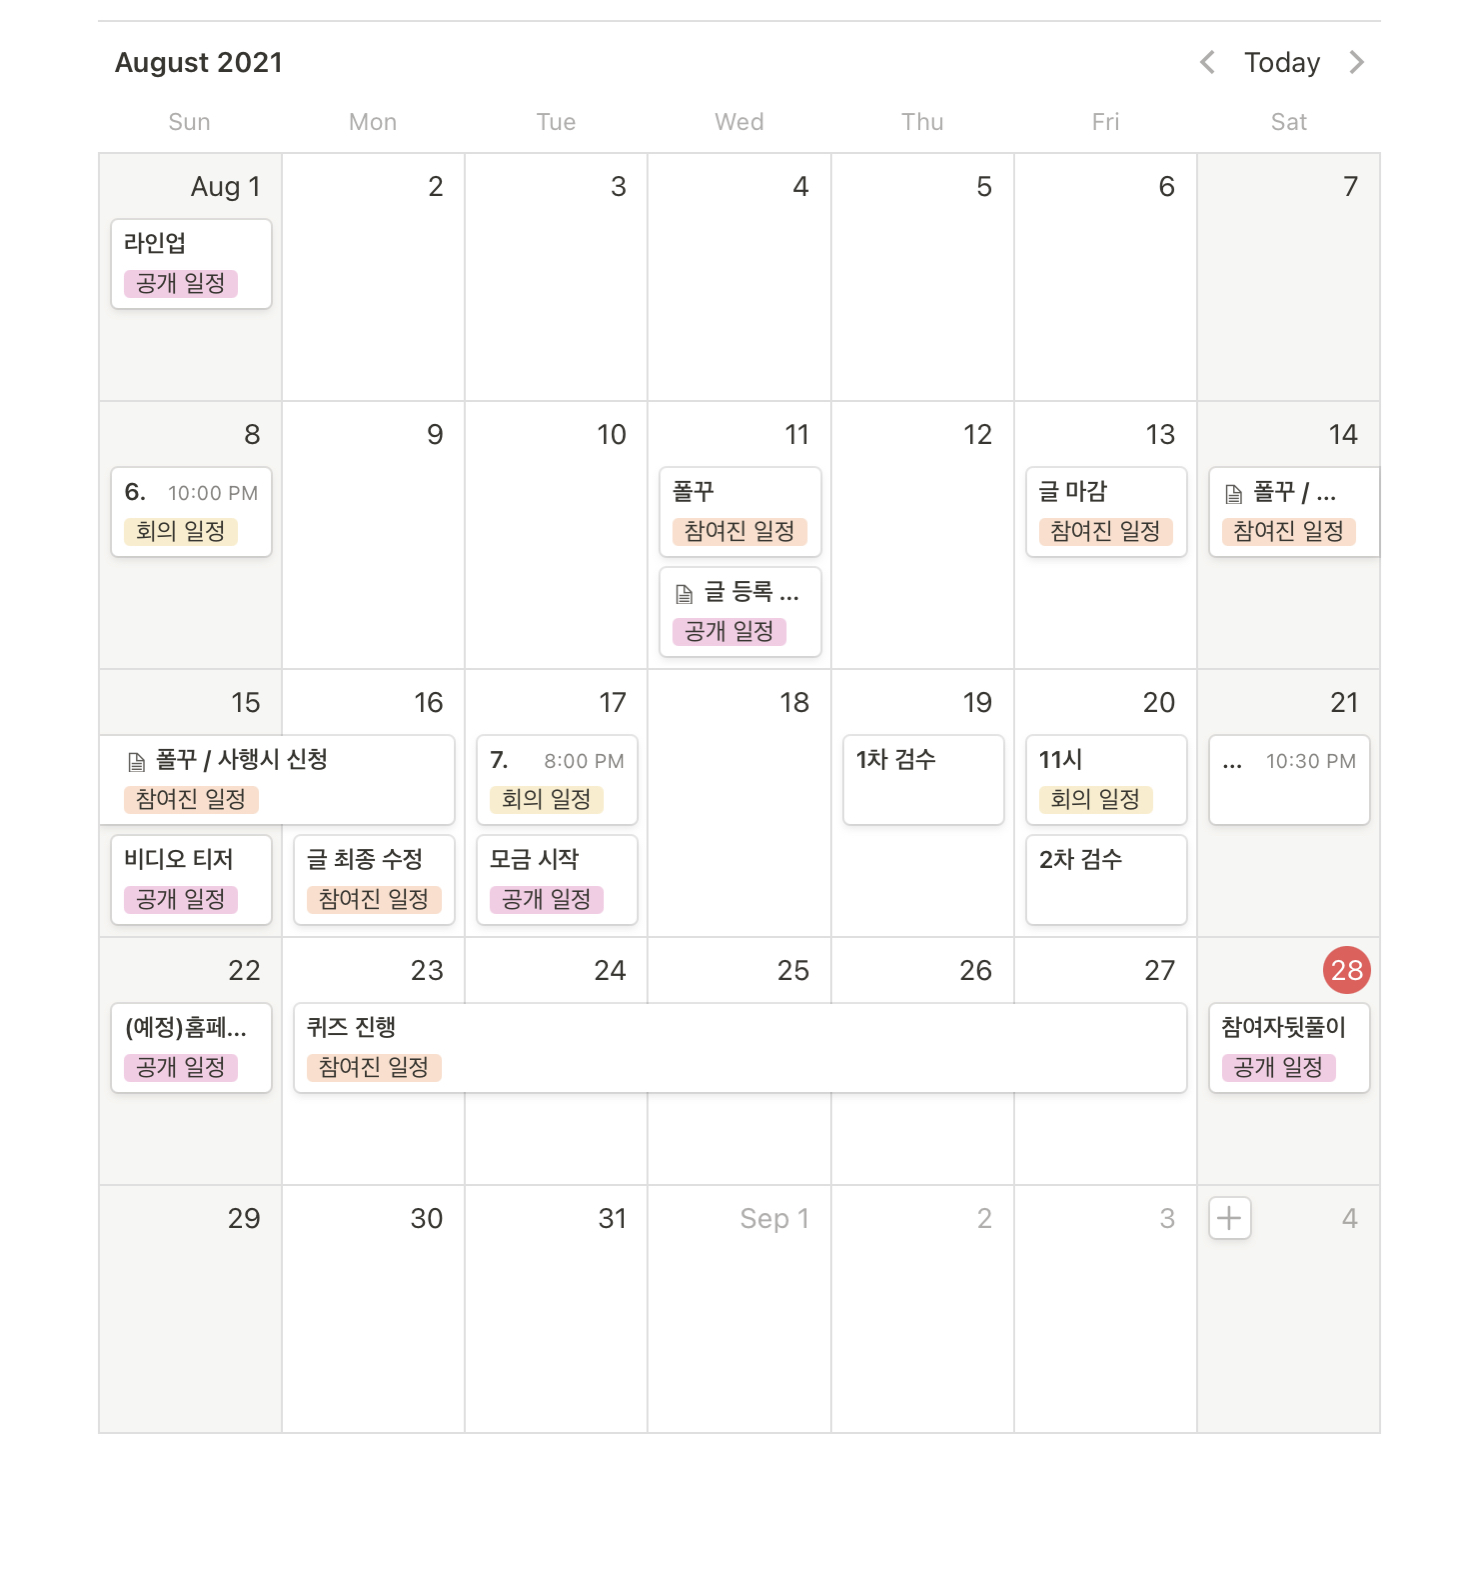 August 2021
Today
Sun Mon Tue Wed Thu Fri Sat
Aug 1 2 3 4 5 6 7
라인업
공개 일정
8 9 10 11 12 13 14
6. 10:00 PM 폴꾸 글 마감 폴꾸 / ...
회의 일정 참여진 일정 참여진 일정 참여진 일정
글 등록 ...
공개 일정
15 16 17 18 19 20 21
폴꾸 / 사행시 신청 7. 8:00 PM 1차 검수 11시 ... 10:30 PM
참여진 일정 회의 일정 회의 일정
비디오 티저 글 최종 수정 모금 시작 2차 검수
공개 일정 참여진 일정 공개 일정
22 23 24 25 26 27 28
(예정)홈페... 퀴즈 진행 참여자뒷풀이
공개 일정 참여진 일정 공개 일정
29 30 31 Sep 1 2 3 4